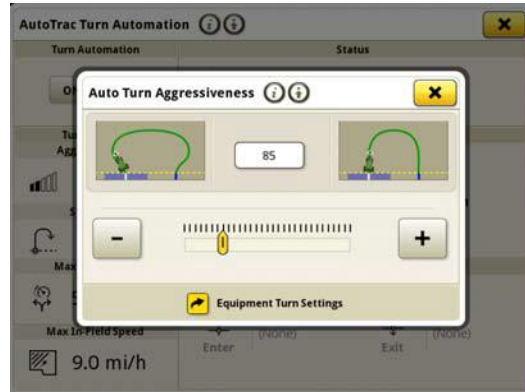 AutoTrac Turn Automation
Turn Automation
Status
Auto Turn Aggressiveness
85
Equipment Turn Settings
Max In-Field Speed
9.0 mi/h
(None)
Enter
(None)
Exit